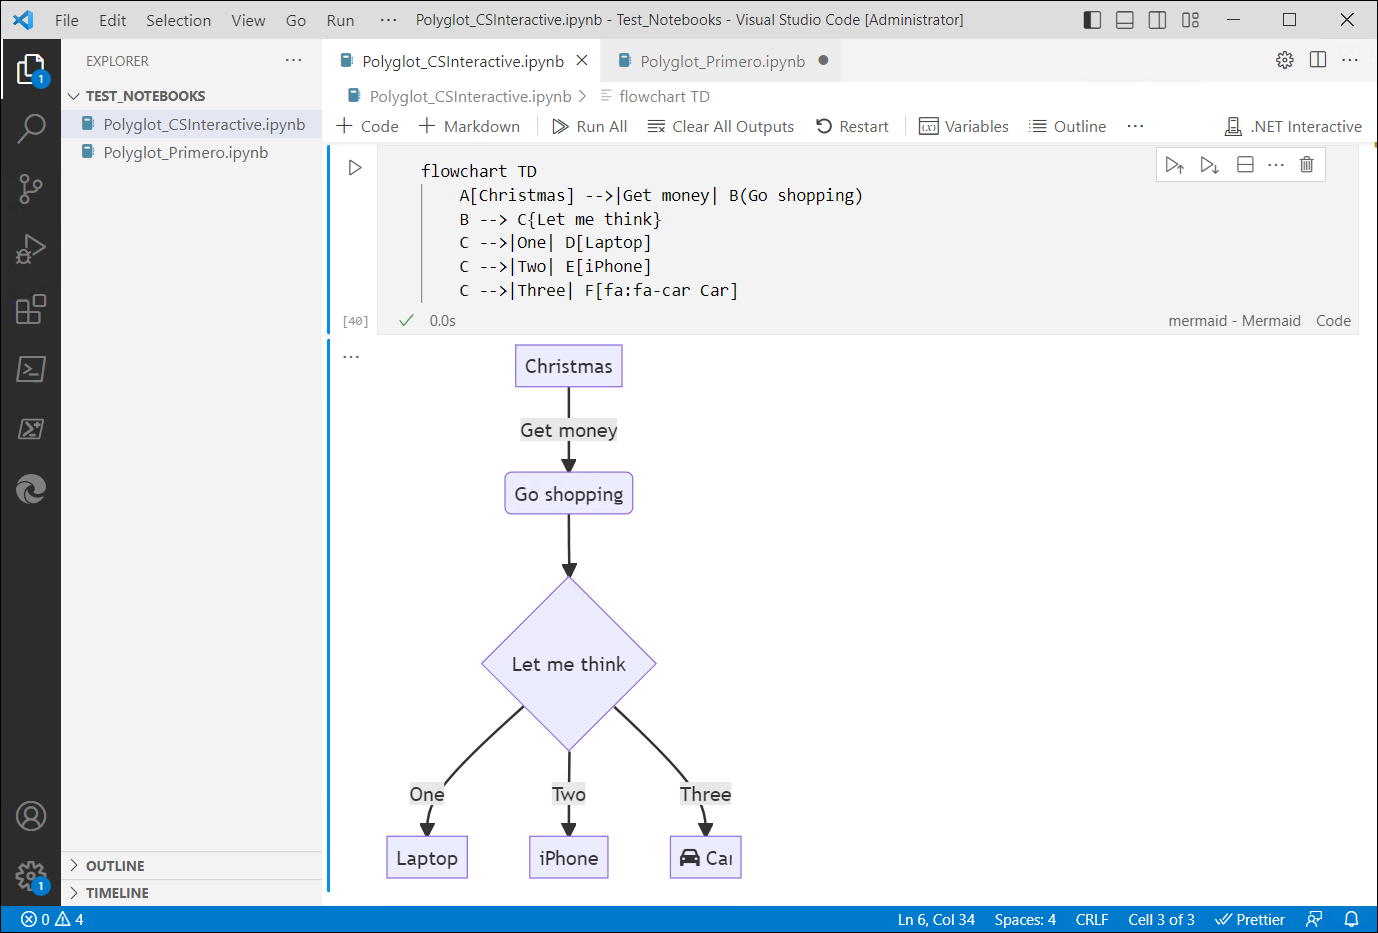 File Edit Selection View Go Run ··· Polyglot_CSInteractive.ipynb - Test_Notebooks - Visual Studio Code [Administrator]
EXPLORER ···
Polyglot_CSInteractive.ipynb Polyglot_Primero.ipynb ···
1
TEST_NOTEBOOKS
Polyglot_CSInteractive.ipynb > flowchart TD
Polyglot_CSInteractive.ipynb
Polyglot_Primero.ipynb
+ Code + Markdown Run All Clear All Outputs Restart (x) Variables Outline ··· .NET Interactive
flowchart TD
A[Christmas] -->|Get money| B(Go shopping)
B --> C{Let me think}
C -->|One| D[Laptop]
C -->|Two| E[iPhone]
C -->|Three| F[fa:fa-car Car]
[40] 0.0s mermaid - Mermaid Code
···
Christmas
Get money
Go shopping
Let me think
One Two Three
Laptop iPhone Car
OUTLINE
1
TIMELINE
0 4 Ln 6, Col 34 Spaces: 4 CRLF Cell 3 of 3 Prettier